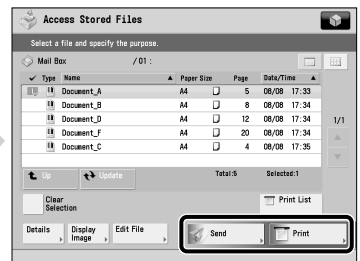 Access Stored Files
Select a file and specify the purpose.
Mail Box / 01 :
✓ Type Name ▲ Paper Size Page Date/Time ▲
Document_A A4 5 08/08 17:33
Document_B A4 8 08/08 17:34
Document_D A4 12 08/08 17:34
Document_F A4 20 08/08 17:34
Document_C A4 4 08/08 17:35
1/1
Up Update Total:6 Selected:1
Clear Selection Print List
Details Display Image Edit File Send Print